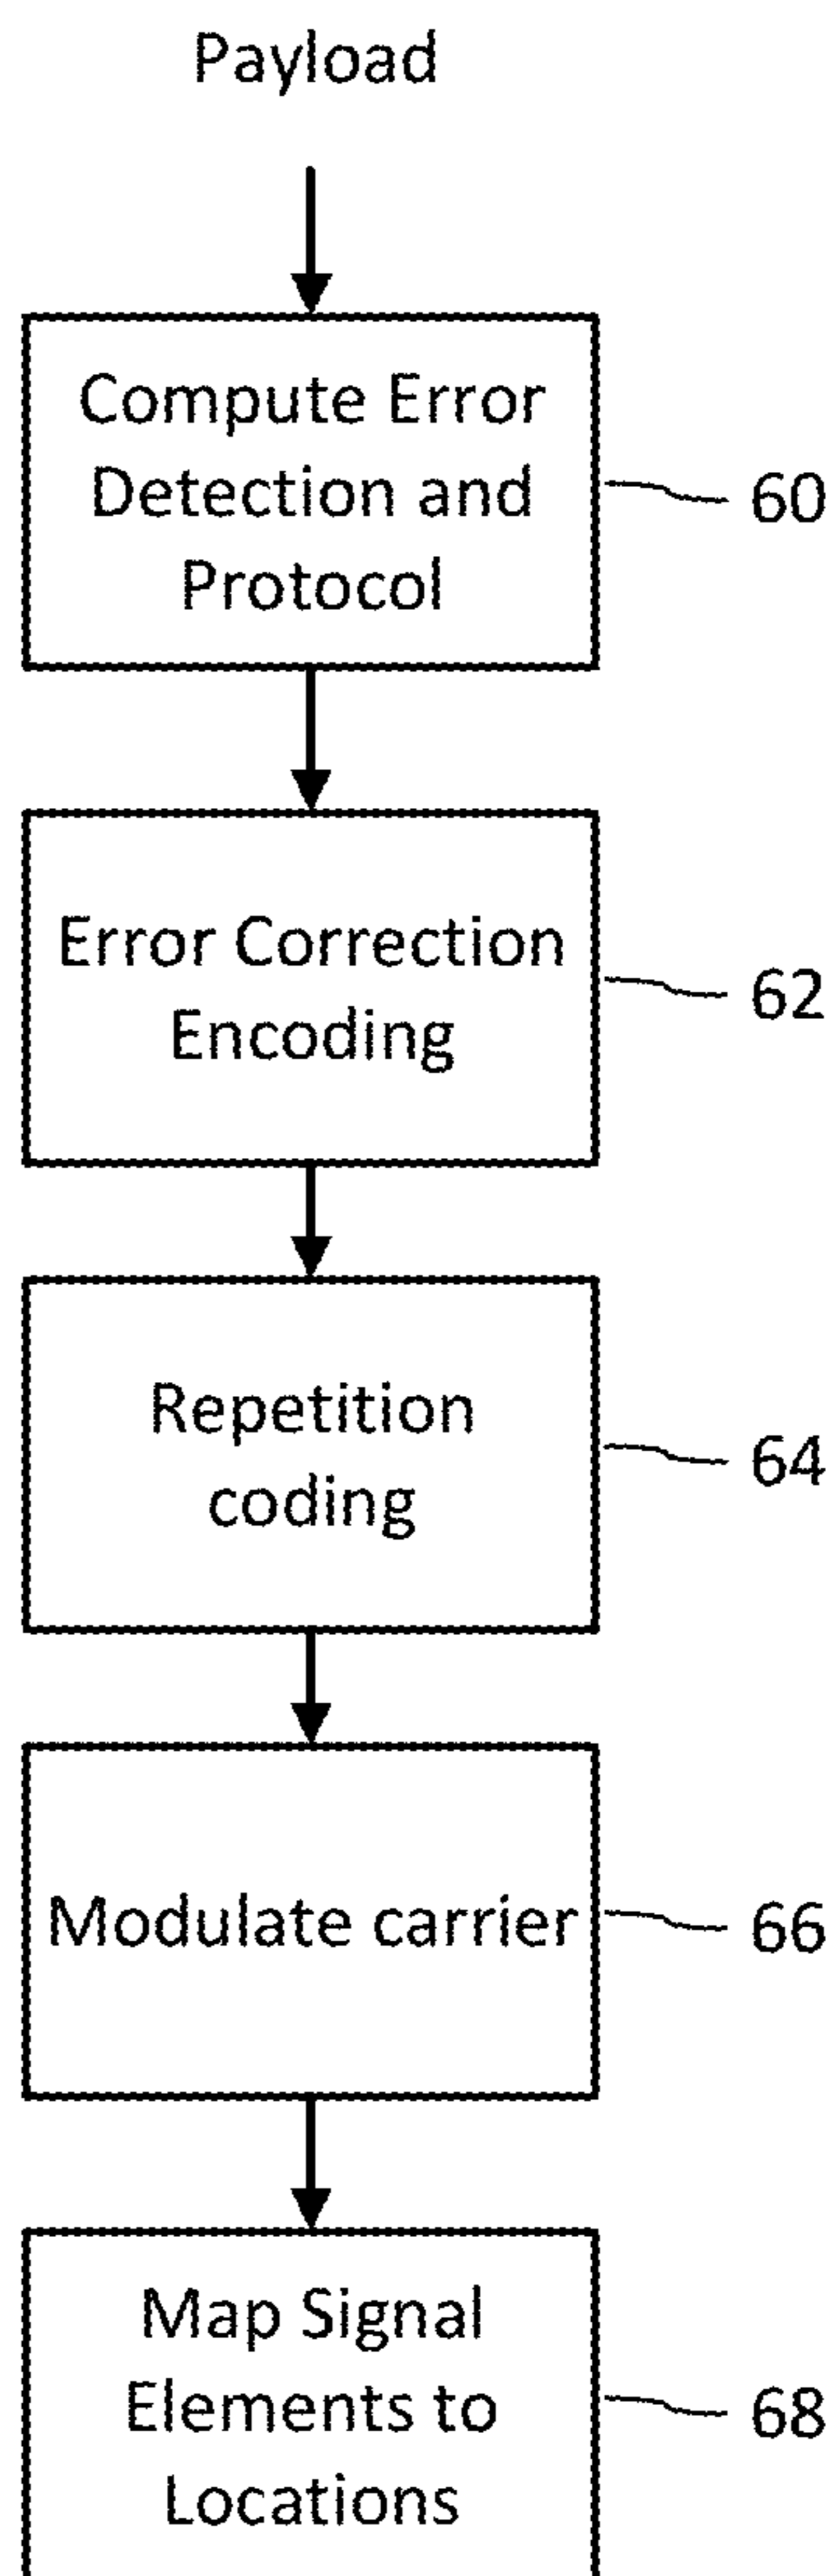 Payload
Compute Error
Detection and
Protocol
60
Error Correction
Encoding
62
Repetition
coding
64
Modulate carrier
66
Map Signal
Elements to
Locations
68